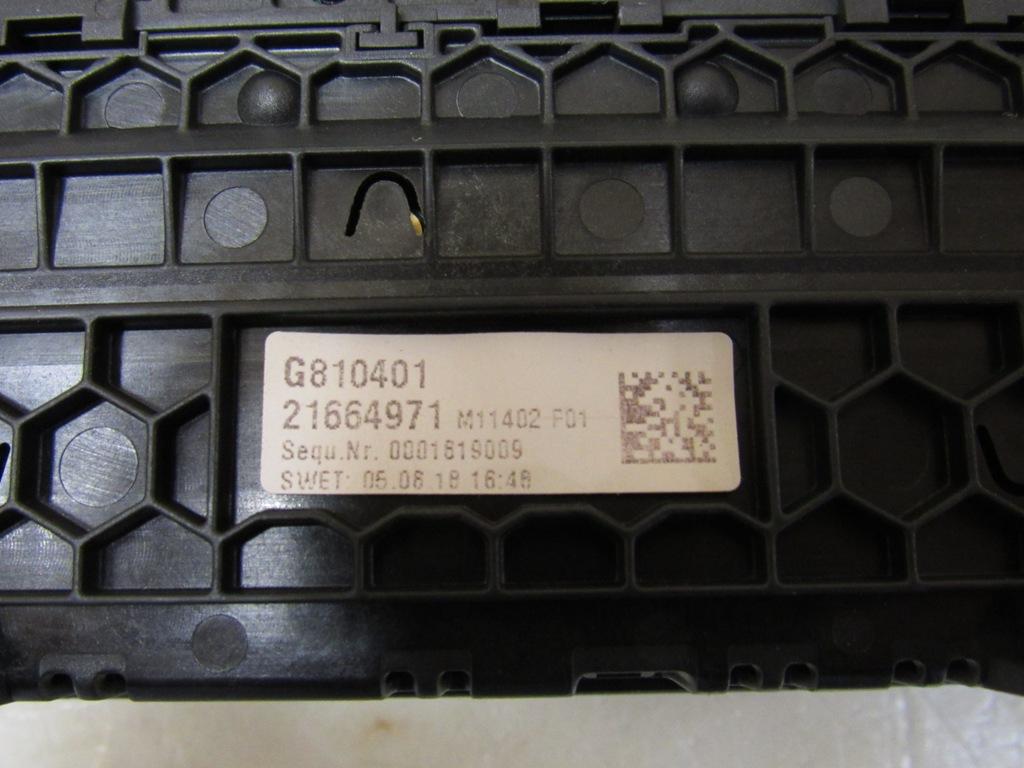 G810401
21664971 M11402 F01
Sequ.Nr. 0001819009
SWET: 05.06.18 16:48